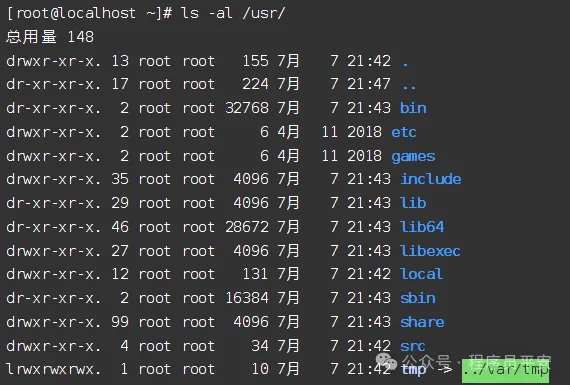 [root@localhost ~]# ls -al /usr/
总用量 148
drwxr-xr-x. 13 root root   155 7月   7 21:42 .
dr-xr-xr-x. 17 root root   224 7月   7 21:47 ..
dr-xr-xr-x.  2 root root 32768 7月   7 21:43 bin
drwxr-xr-x.  2 root root     6 4月  11 2018 etc
drwxr-xr-x.  2 root root     6 4月  11 2018 games
drwxr-xr-x. 35 root root  4096 7月   7 21:43 include
dr-xr-xr-x. 29 root root  4096 7月   7 21:43 lib
dr-xr-xr-x. 46 root root 28672 7月   7 21:43 lib64
drwxr-xr-x. 27 root root  4096 7月   7 21:43 libexec
drwxr-xr-x. 12 root root   131 7月   7 21:42 local
dr-xr-xr-x.  2 root root 16384 7月   7 21:43 sbin
drwxr-xr-x. 99 root root  4096 7月   7 21:43 share
drwxr-xr-x.  4 root root    34 7月   7 21:42 src
lrwxrwxrwx.  1 root root    10 7月   7 21:42 tmp -> ../var/tmp
公众号·程序员平安